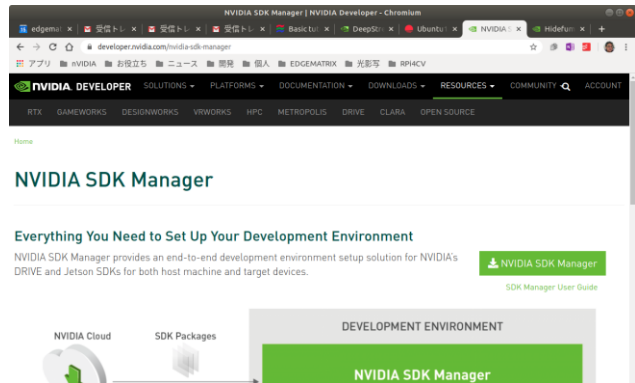 NVIDIA SDK Manager | NVIDIA Developer - Chromium
edgemat
受信トレ
受信トレ
受信トレ
Basic tut
DeepStr
Ubuntu
NVIDIA S
Hidefumi
developer.nvidia.com/nvidia-sdk-manager
アプリ nVIDIA お役立ち ニュース 開発 個人 EDGEMATRIX 光影写 RPI4CV
NVIDIA. DEVELOPER SOLUTIONS PLATFORMS DOCUMENTATION DOWNLOADS RESOURCES COMMUNITY ACCOUNT
RTX GAMEWORKS DESIGNWORKS VRWORKS HPC METROPOLIS DRIVE CLARA OPEN SOURCE
Home
NVIDIA SDK Manager
Everything You Need to Set Up Your Development Environment
NVIDIA SDK Manager provides an end-to-end development environment setup solution for NVIDIA's
DRIVE and Jetson SDKs for both host machine and target devices.
NVIDIA SDK Manager
SDK Manager User Guide
NVIDIA Cloud
SDK Packages
DEVELOPMENT ENVIRONMENT
NVIDIA SDK Manager